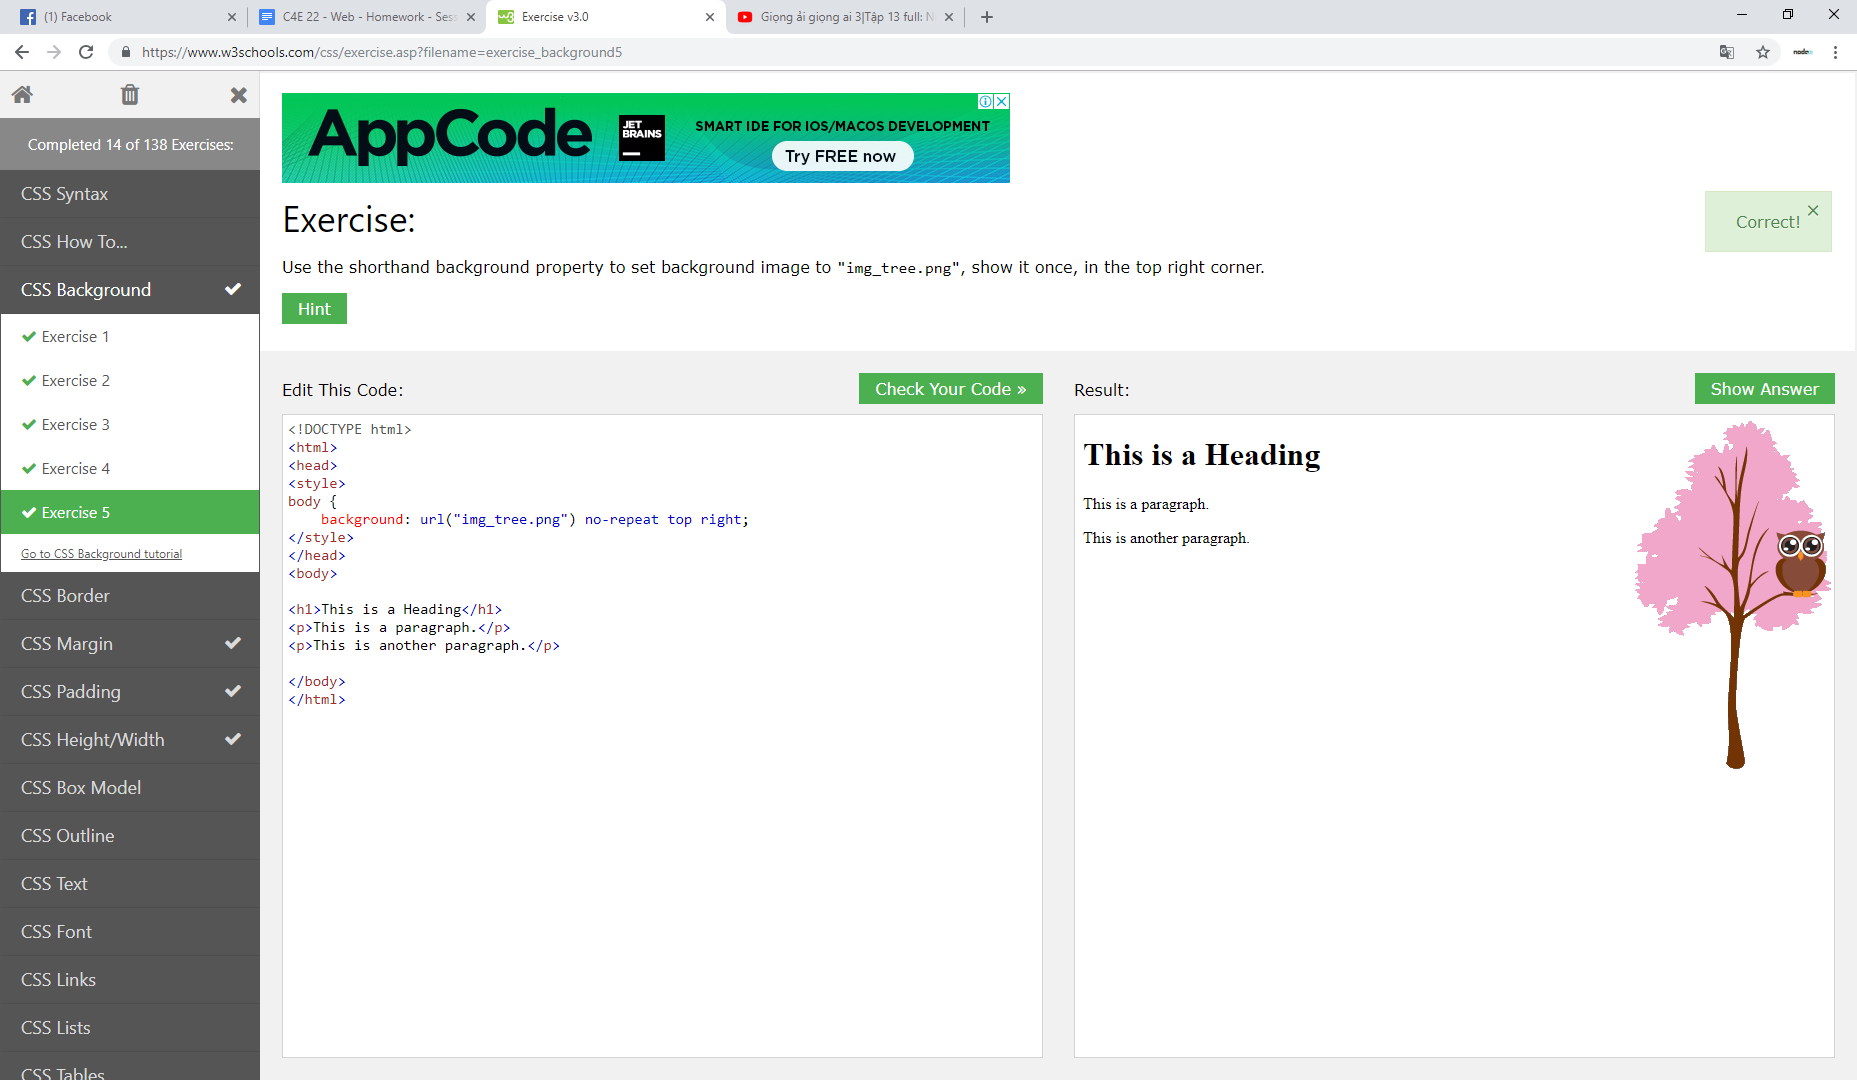 (1) Facebook
C4E 22 - Web - Homework - Sess
Exercise v3.0
Giọng ải giọng ai 3|Tập 13 full: N
https://www.w3schools.com/css/exercise.asp?filename=exercise_background5
Completed 14 of 138 Exercises:
CSS Syntax
CSS How To...
CSS Background
Exercise 1
Exercise 2
Exercise 3
Exercise 4
Exercise 5
Go to CSS Background tutorial
CSS Border
CSS Margin
CSS Padding
CSS Height/Width
CSS Box Model
CSS Outline
CSS Text
CSS Font
CSS Links
CSS Lists
CSS Tables
AppCode
JET
BRAINS
SMART IDE FOR IOS/MACOS DEVELOPMENT
Try FREE now
Exercise:
Correct!
Use the shorthand background property to set background image to "img_tree.png", show it once, in the top right corner.
Hint
Edit This Code:
Check Your Code »
<!DOCTYPE html>
<html>
<head>
<style>
body {
    background: url("img_tree.png") no-repeat top right;
</style>
</head>
<body>
<h1>This is a Heading</h1>
<p>This is a paragraph.</p>
<p>This is another paragraph.</p>
</body>
</html>
Result:
Show Answer
This is a Heading
This is a paragraph.
This is another paragraph.